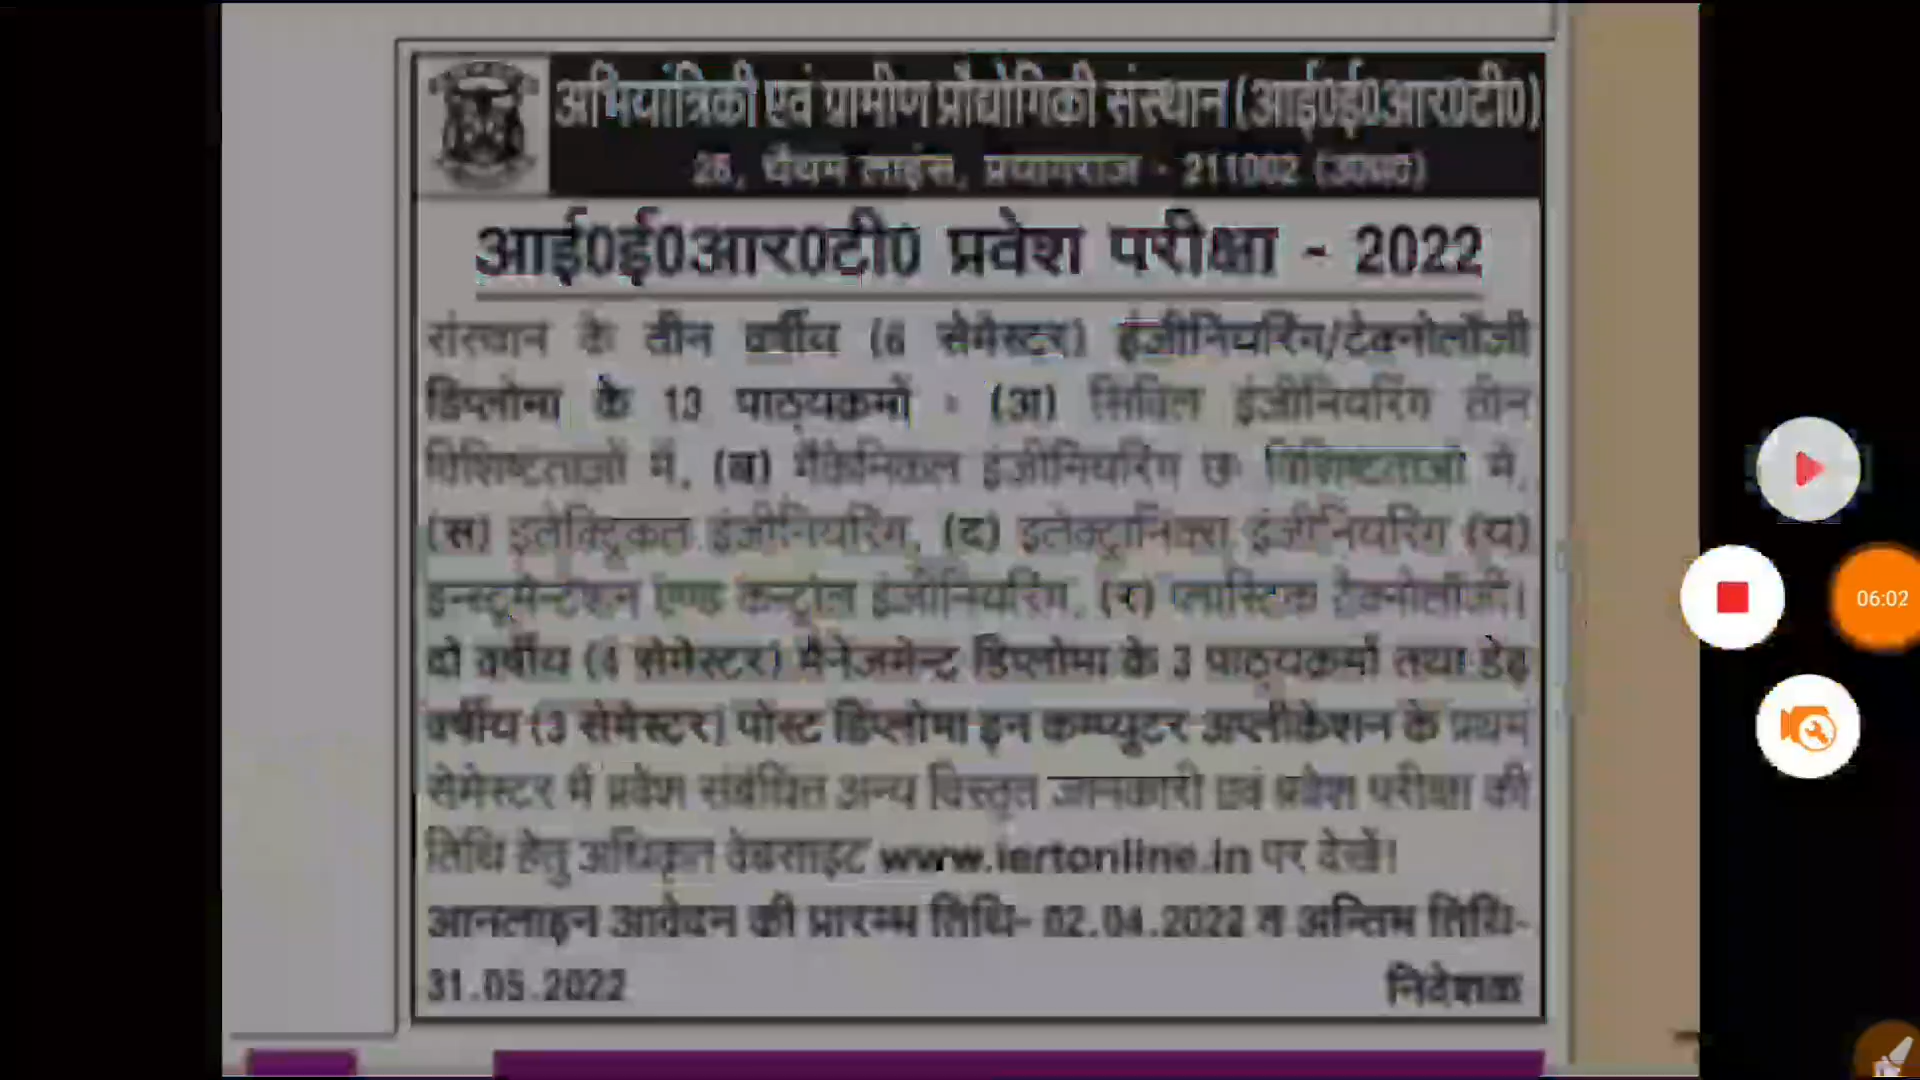 अभियांत्रिकी एवं ग्रामीण प्रौद्योगिकी संस्थान (आई0ई0आर0टी0)
26, चैथम लाइंस, प्रयागराज - 211002 (उ0प्र0)
आई0ई0आर0टी0 प्रवेश परीक्षा - 2022
संस्थान के तीन वर्षीय (6 सेमेस्टर) इंजीनियरिंग/टेक्नोलॉजी
डिप्लोमा के 13 पाठ्यक्रमों - (अ) सिविल इंजीनियरिंग तीन
विशिष्टताओं में, (ब) मैकेनिकल इंजीनियरिंग छः विशिष्टताओं में,
(स) इलेक्ट्रिकल इंजीनियरिंग, (द) इलेक्ट्रानिक्स इंजीनियरिंग (य)
इन्स्ट्रूमेन्टेशन एण्ड कन्ट्रोल इंजीनियरिंग, (र) प्लास्टिक टेक्नोलॉजी।
दो वर्षीय (4 सेमेस्टर) मैनेजमेन्ट डिप्लोमा के 3 पाठ्यक्रमों तथा डेढ़
वर्षीय (3 सेमेस्टर) पोस्ट डिप्लोमा इन कम्प्यूटर अप्लीकेशन के प्रथम
सेमेस्टर में प्रवेश संबंधित अन्य विस्तृत जानकारी एवं प्रवेश परीक्षा की
तिथि हेतु अधिकृत वेबसाइट www.iertonline.in पर देखें।
आनलाइन आवेदन की प्रारम्भ तिथि- 02.04.2022 व अन्तिम तिथि-
31.05.2022 निदेशक
06:02